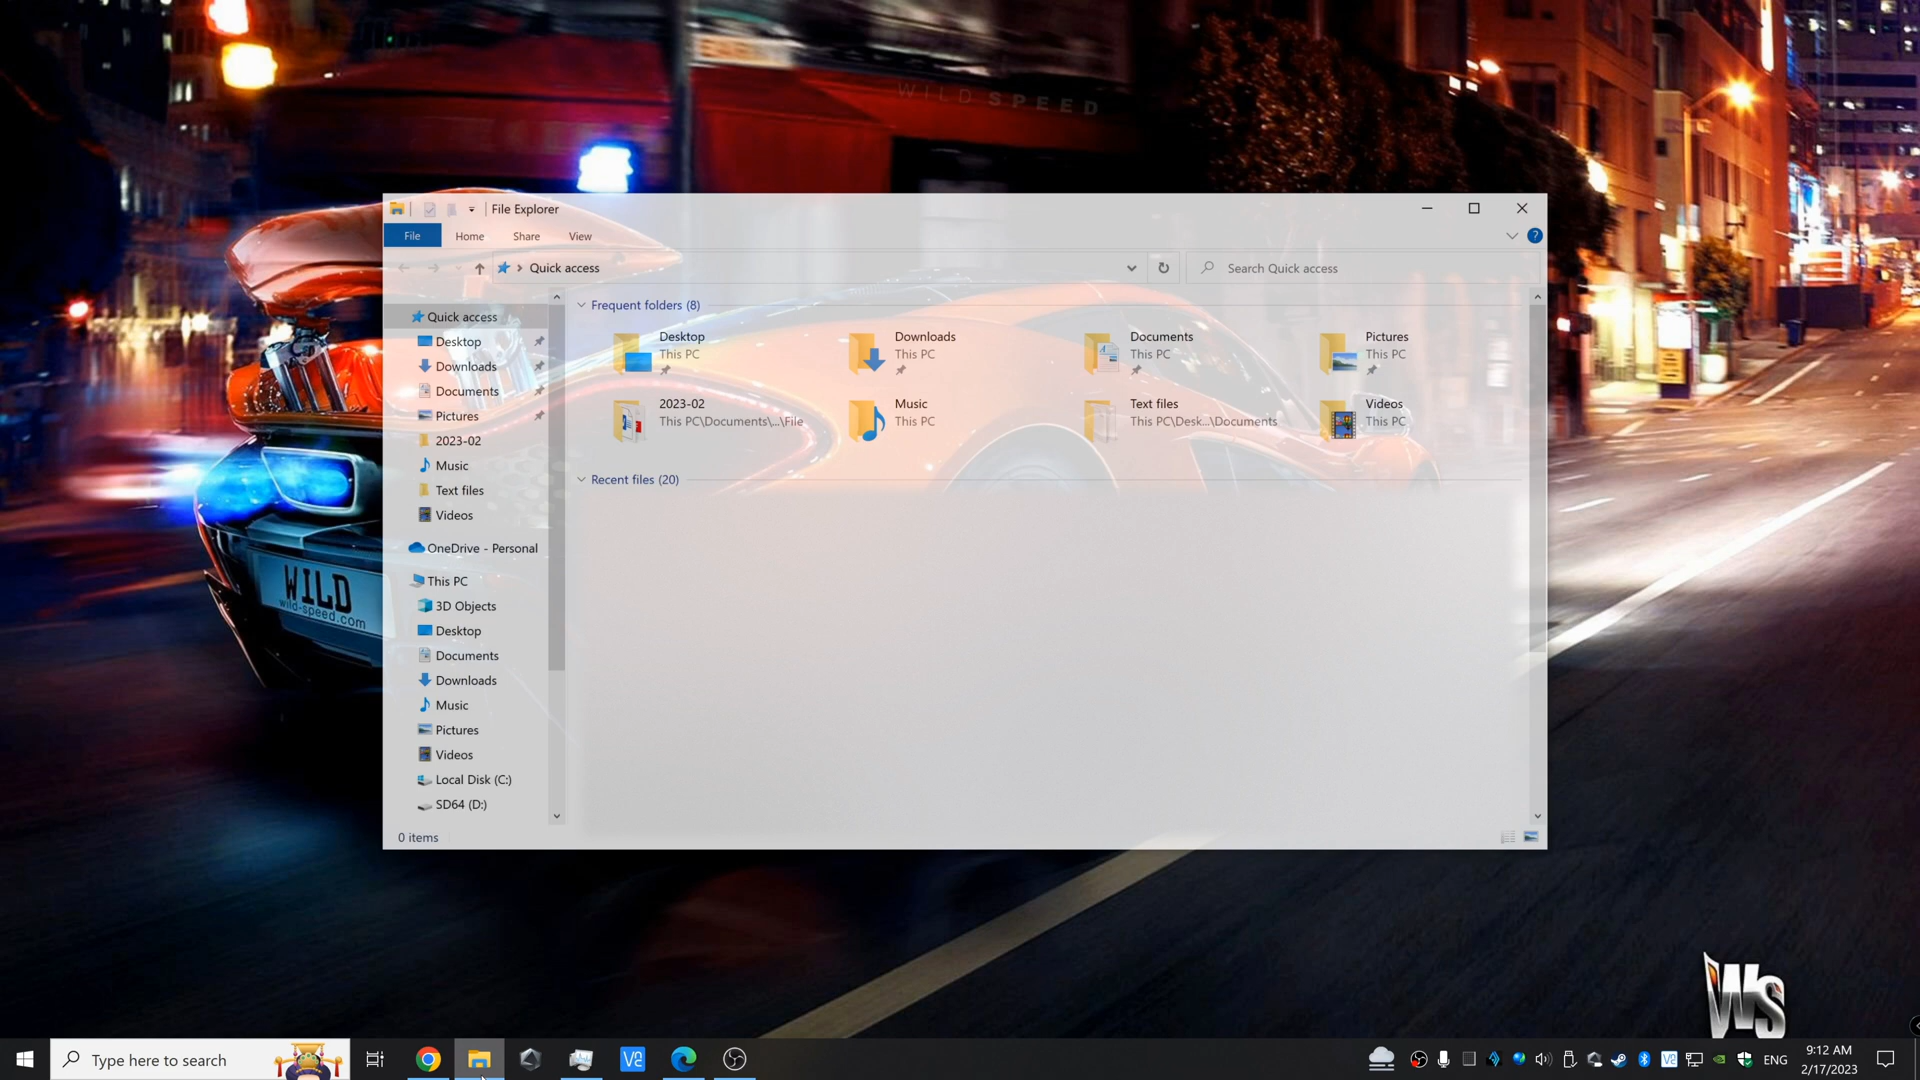 WILD SPEED
File Explorer
File Home Share View
Quick access
Search Quick access
Quick access
Desktop
Downloads
Documents
Pictures
2023-02
Music
Text files
Videos
OneDrive - Personal
This PC
3D Objects
Desktop
Documents
Downloads
Music
Pictures
Videos
Local Disk (C:)
SD64 (D:)
Frequent folders (8)
Desktop
This PC
Downloads
This PC
Documents
This PC
Pictures
This PC
2023-02
This PC\Documents\...\File
Music
This PC
Text files
This PC\Desk...\Documents
Videos
This PC
Recent files (20)
0 items
WILD
wild-speed.com
WS
Type here to search
ENG
9:12 AM
2/17/2023